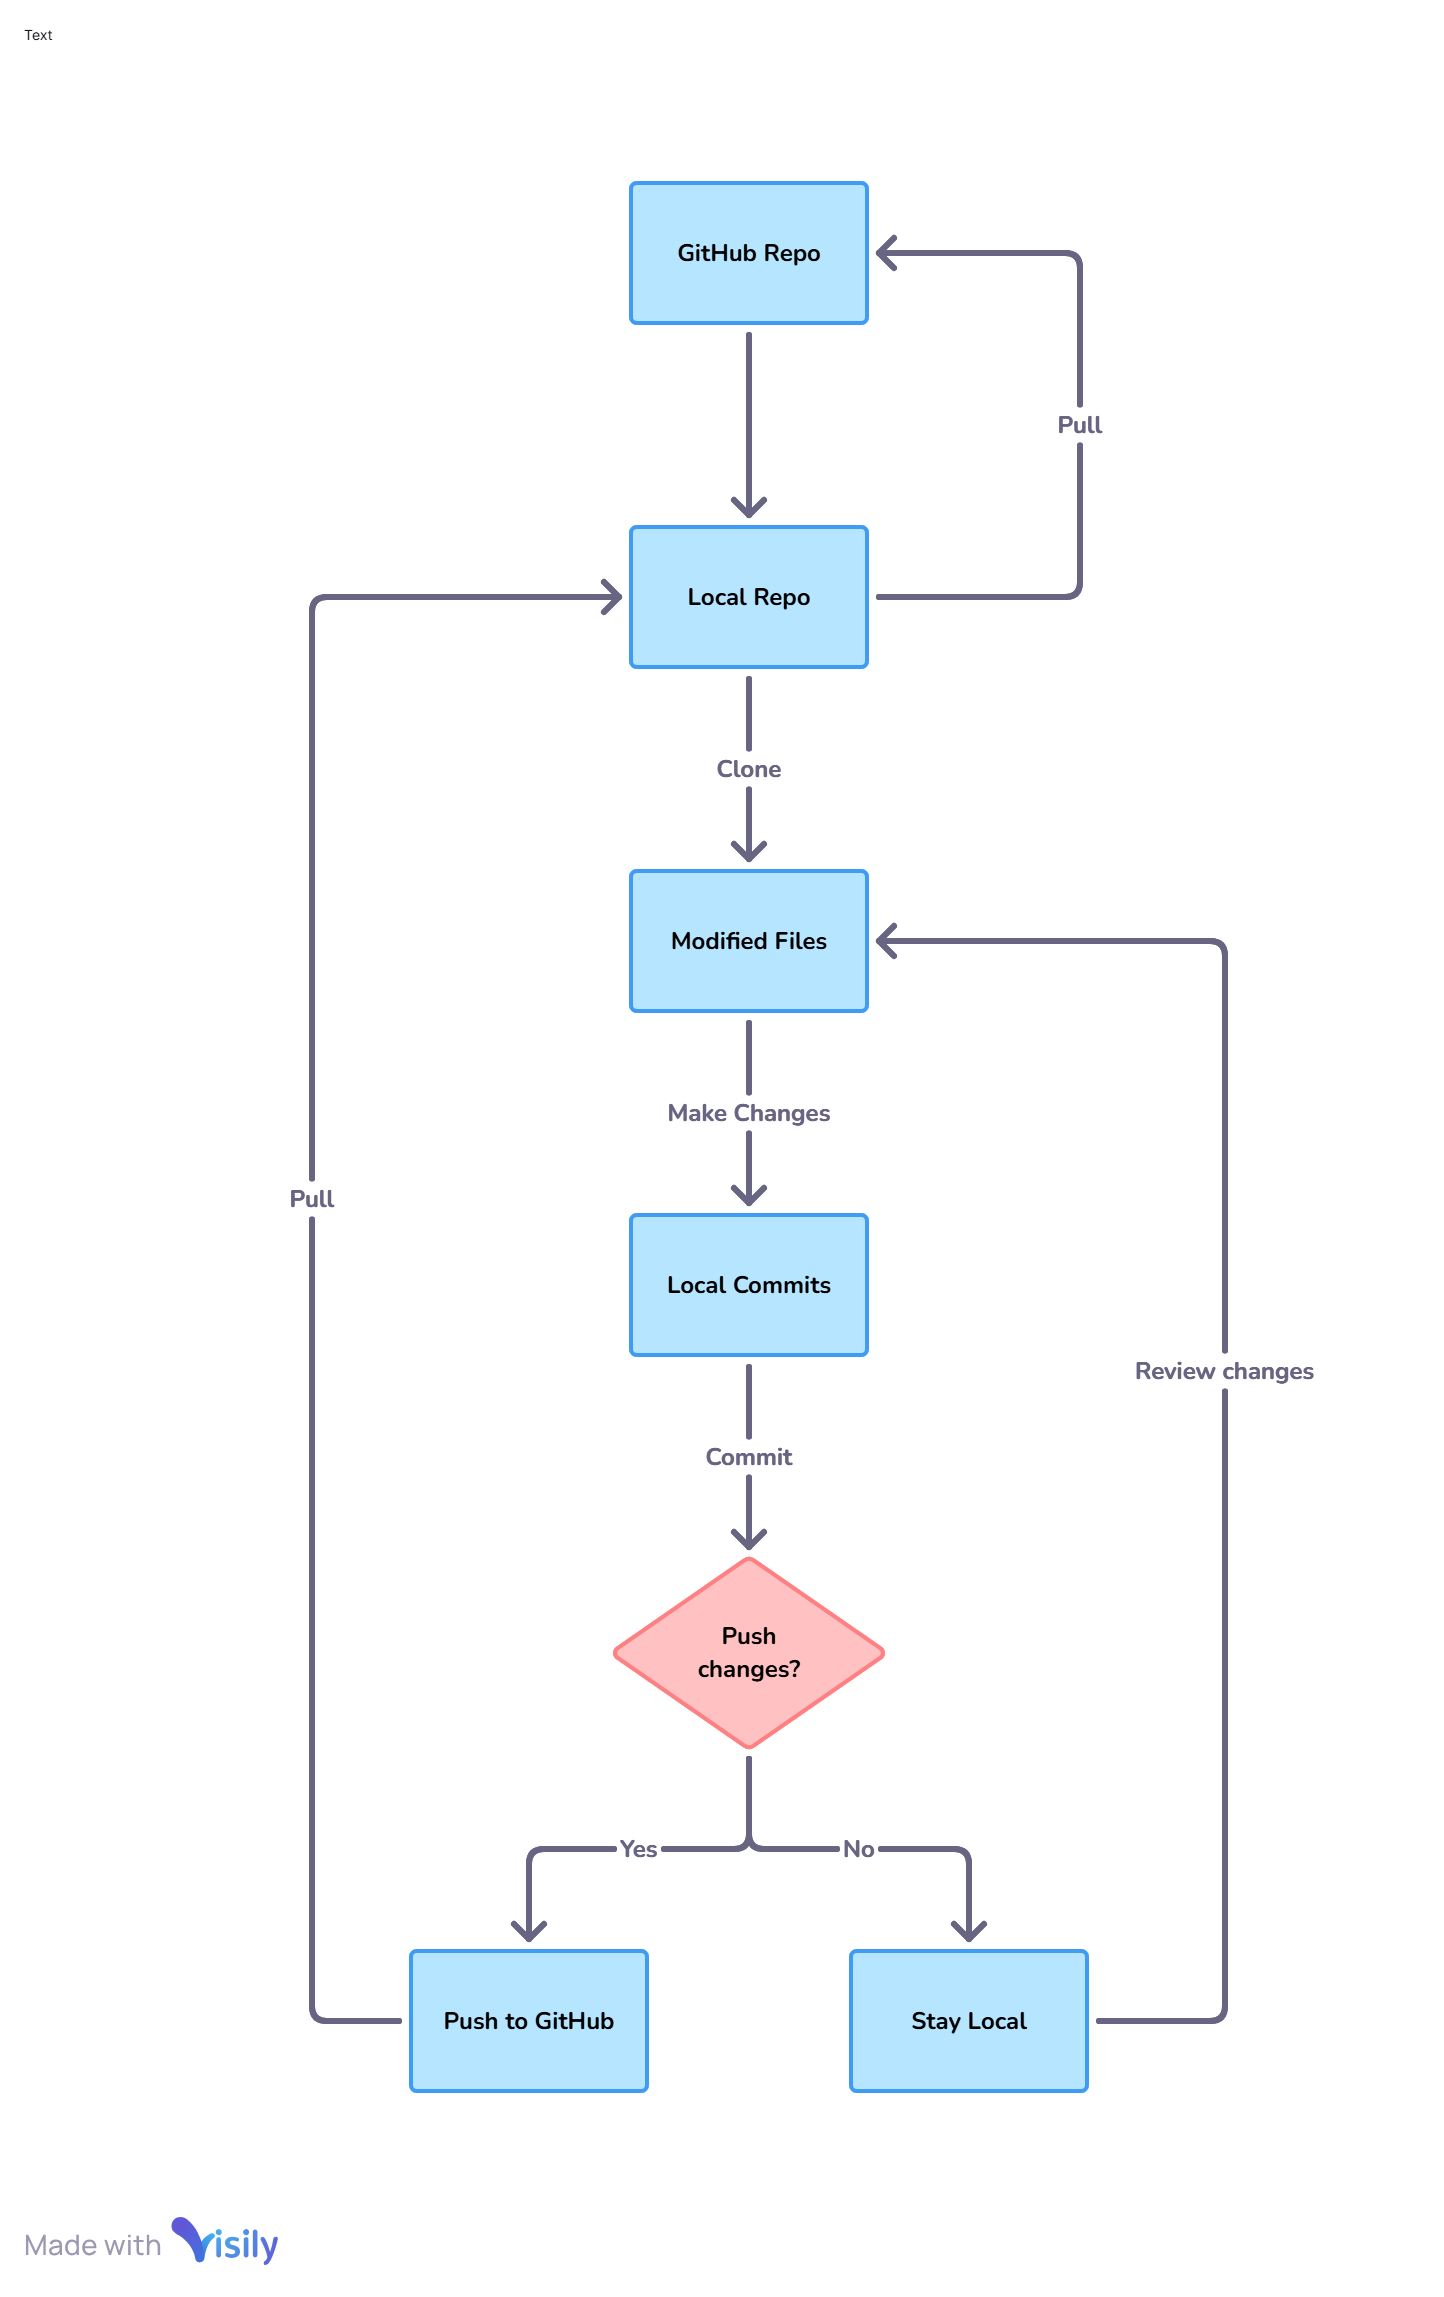 Text
GitHub Repo
Pull
Local Repo
Clone
Modified Files
Make Changes
Pull
Local Commits
Review changes
Commit
Push
changes?
Yes
No
Push to GitHub
Stay Local
Made with Visily